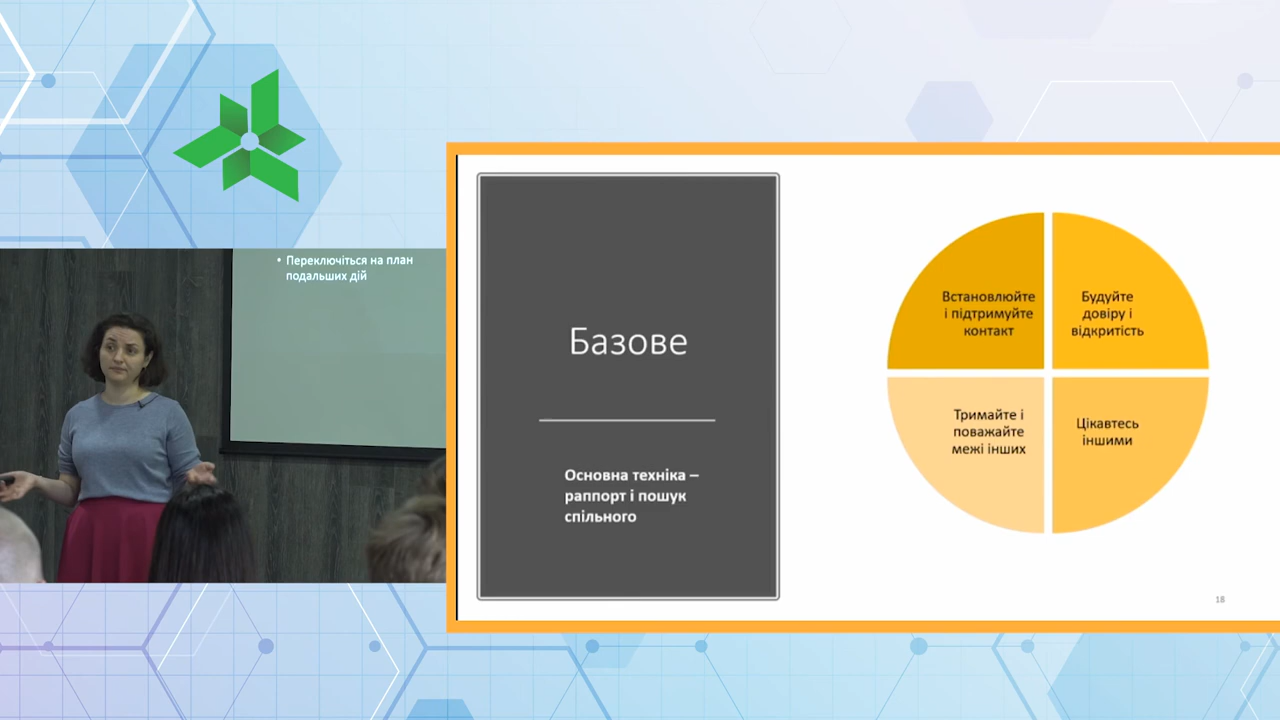 • Переключіться на план
подальших дій
Базове
Основна техніка –
раппорт і пошук
спільного
Встановлюйте
і підтримуйте
контакт
Будуйте
довіру і
відкритість
Тримайте і
поважайте
межі інших
Цікавтесь
іншими
18